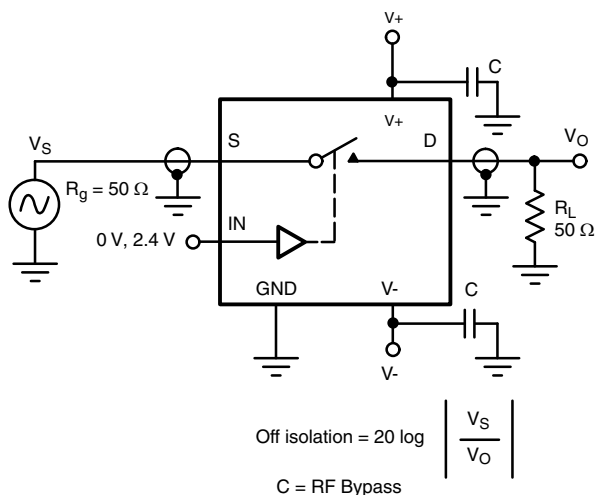 V+
C
V+
VS
S
D
VO
Rg = 50 Ω
IN
RL
50 Ω
0 V, 2.4 V
GND
V-
C
V-
Off isolation = 20 log | VS / VO |
C = RF Bypass